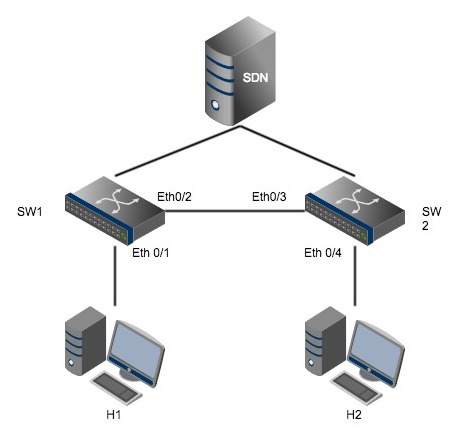 SDN
Eth0/2
Eth0/3
SW1
SW
2
Eth 0/1
Eth 0/4
H1
H2